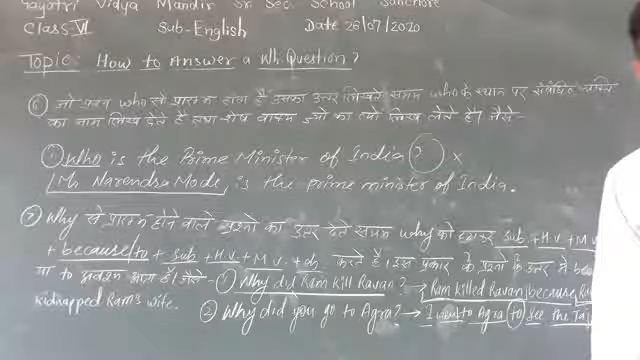 Gayatri Vidya Mandir Sr Sec. School Sanchore
Class VI Sub-English Date 26/07/2020
Topic: How to Answer a Wh. Question?
⑥ जो प्रश्न who से प्रारम्भ होता है उसका उत्तर लिखते समय who के स्थान पर संबंधित व्यक्ति
का नाम लिख देते हैं तथा शेष वाक्य ज्यों का त्यों लिख लेते हैं। जैसे-
① Who is the Prime Minister of India ? ×
Mr Narendra Modi, is the prime minister of India.
⑦ Why से प्रारम्भ होने वाले प्रश्नों का उत्तर देते समय why को हटाकर sub + H.V + M.V
+ because/to + sub + H.V + M.V. + obj. करते हैं। इस प्रकार के प्रश्नों के उत्तर में
या to अवश्य आता है। जैसे- ① Why did Ram kill Ravan? → Ram killed Ravan because
kidnapped Ram's wife.
② Why did you go to Agra? → I went to Agra to see the Taj